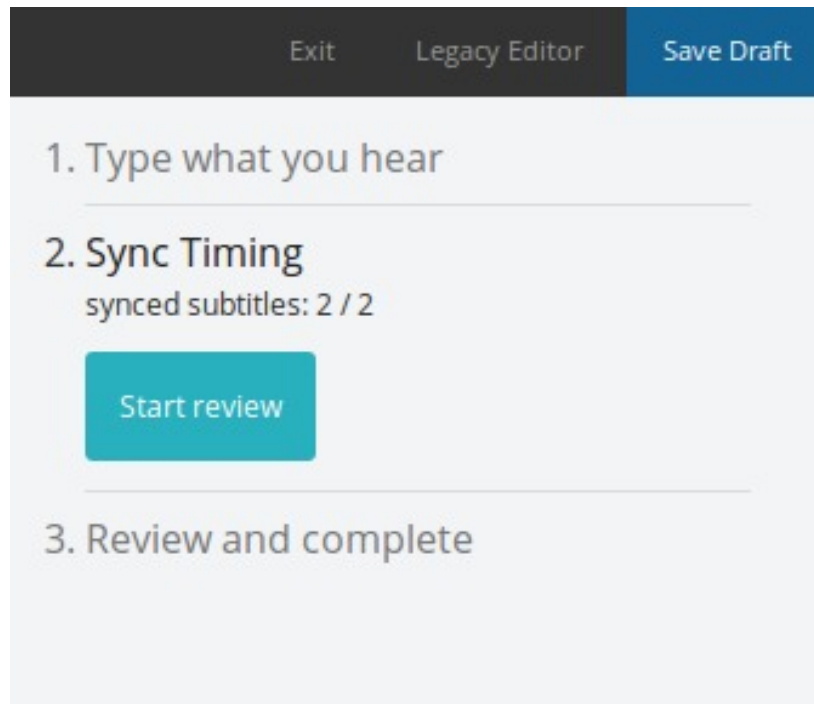 Exit Legacy Editor Save Draft
1. Type what you hear
2. Sync Timing
synced subtitles: 2 / 2
Start review
3. Review and complete